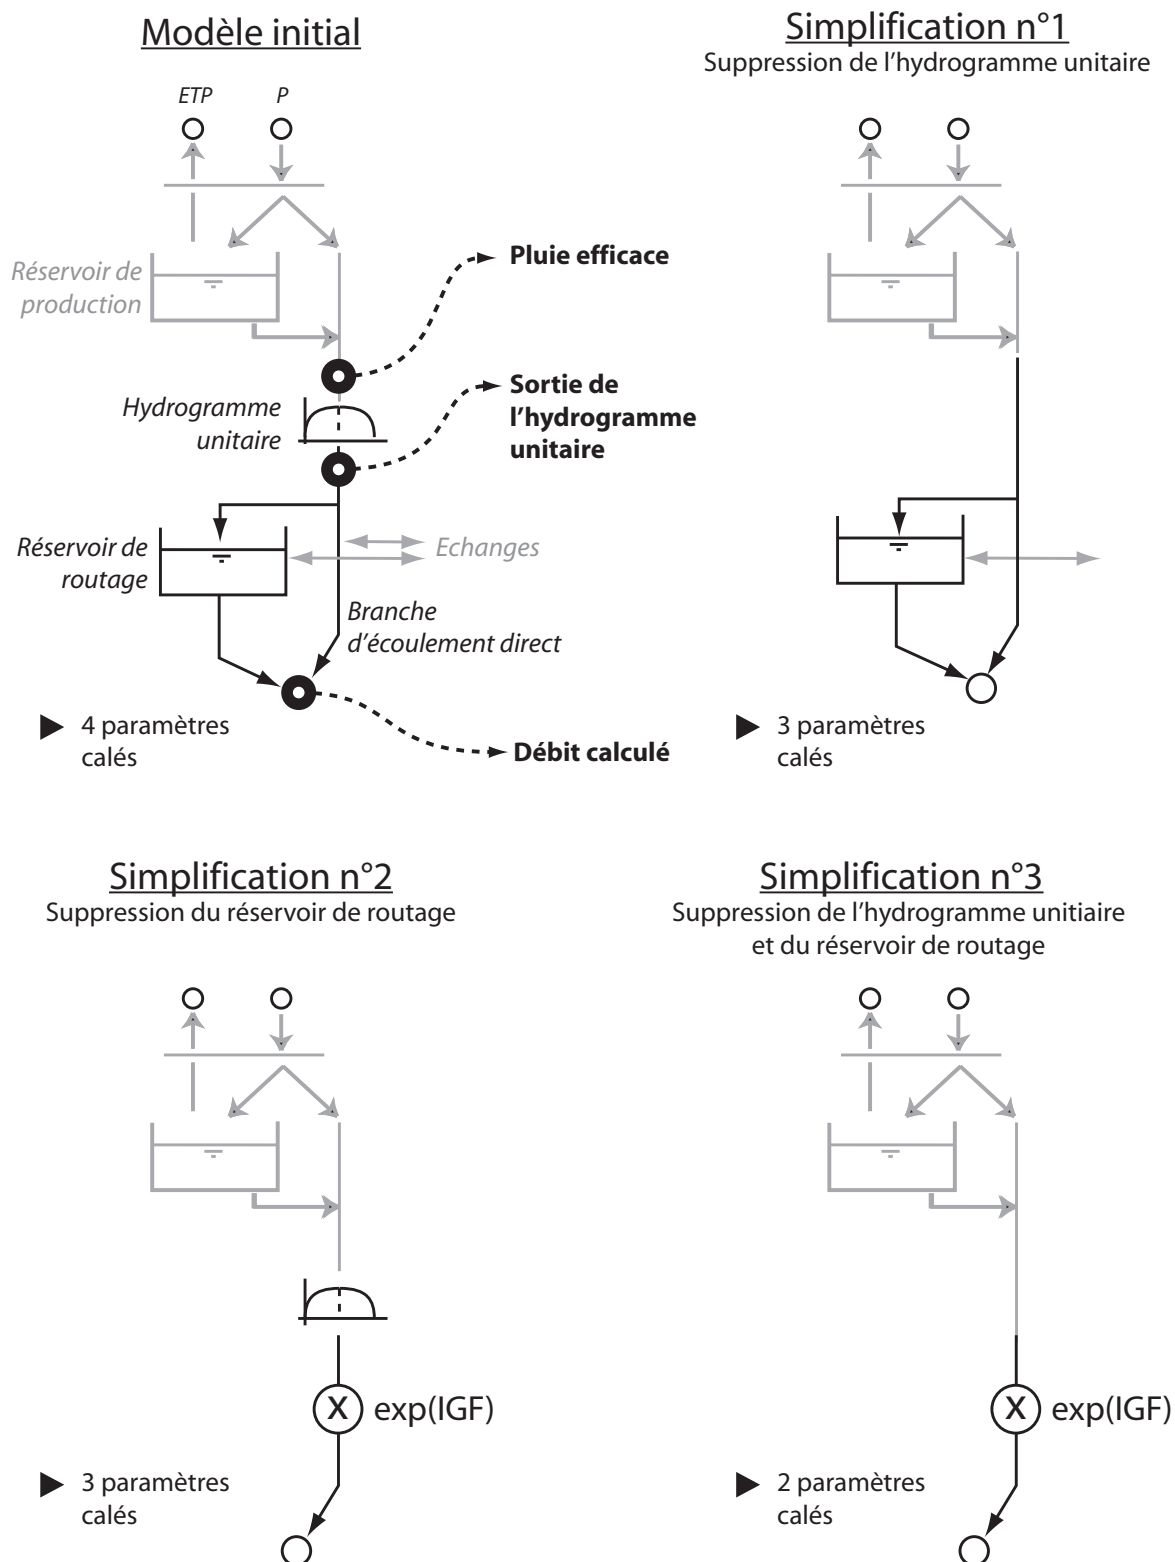 Modèle initial
ETP
P
Réservoir de
production
Pluie efficace
Hydrogramme
unitaire
Sortie de
l'hydrogramme
unitaire
Réservoir de
routage
Echanges
Branche
d'écoulement direct
4 paramètres
calés
Débit calculé
Simplification n°1
Suppression de l'hydrogramme unitaire
3 paramètres
calés
Simplification n°2
Suppression du réservoir de routage
X
exp(IGF)
3 paramètres
calés
Simplification n°3
Suppression de l'hydrogramme unitiaire
et du réservoir de routage
X
exp(IGF)
2 paramètres
calés